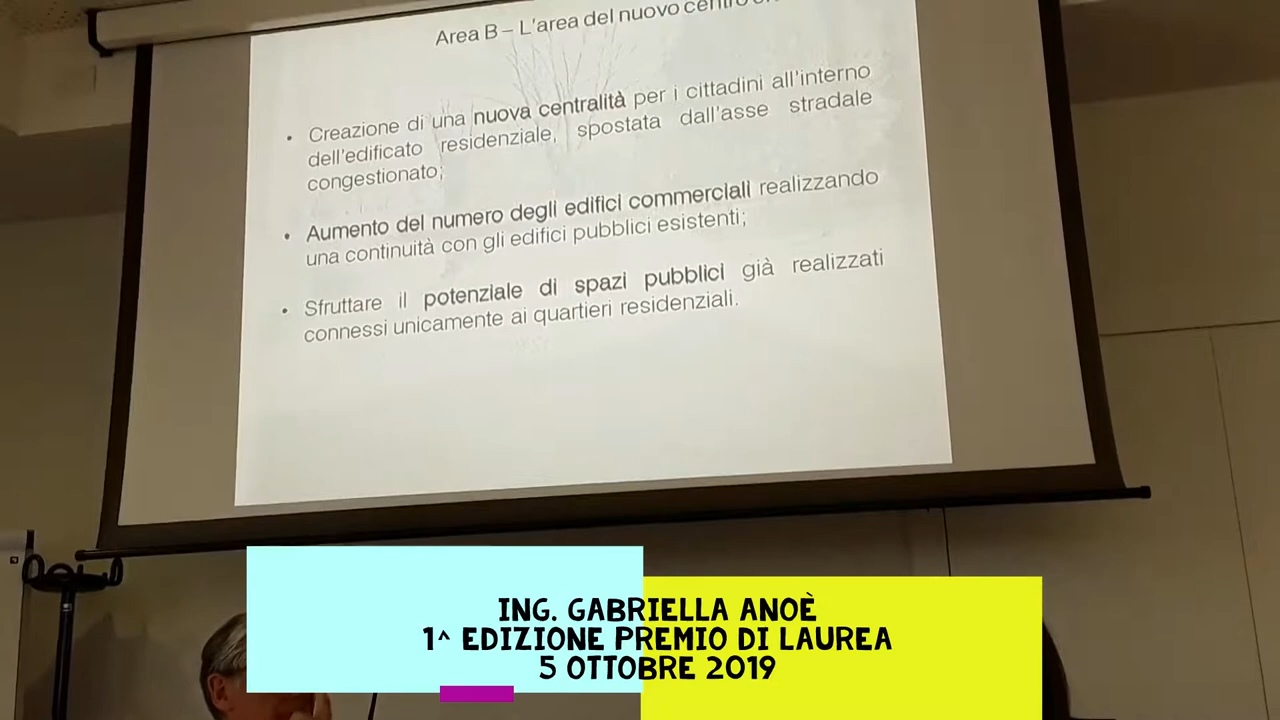 Area B – L'area del nuovo centro
• Creazione di una nuova centralità per i cittadini all'interno
dell'edificato residenziale, spostata dall'asse stradale
congestionato;
• Aumento del numero degli edifici commerciali realizzando
una continuità con gli edifici pubblici esistenti;
• Sfruttare il potenziale di spazi pubblici già realizzati
connessi unicamente ai quartieri residenziali.
ING. GABRIELLA ANOÈ
1^ EDIZIONE PREMIO DI LAUREA
5 OTTOBRE 2019